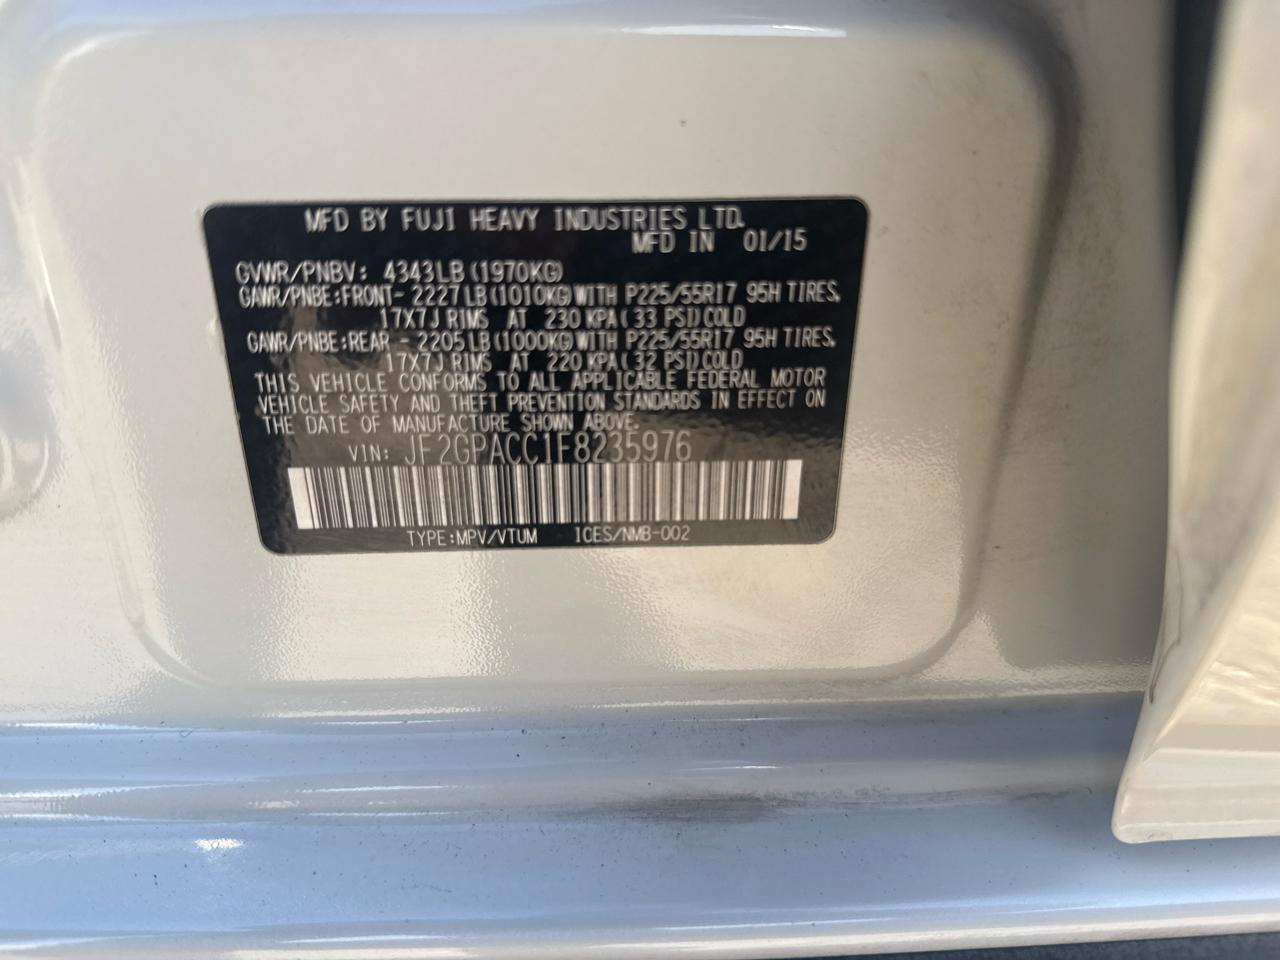 MFD BY FUJI HEAVY INDUSTRIES LTD.
MFD IN 01/15
GVWR/PNBV: 4343LB(1970KG)
GAWR/PNBE:FRONT-2227LB(1010KG)WITH P225/55R17 95H TIRES,
17X7J RIMS AT 230 KPA(33 PSI)COLD
GAWR/PNBE:REAR -2205LB(1000KG)WITH P225/55R17 95H TIRES,
17X7J RIMS AT 220 KPA(32 PSI)COLD
THIS VEHICLE CONFORMS TO ALL APPLICABLE FEDERAL MOTOR
VEHICLE SAFETY AND THEFT PREVENTION STANDARDS IN EFFECT ON
THE DATE OF MANUFACTURE SHOWN ABOVE.
VIN: JF2GPACC1F8235976
TYPE:MPV/VTUM ICES/NMB-002